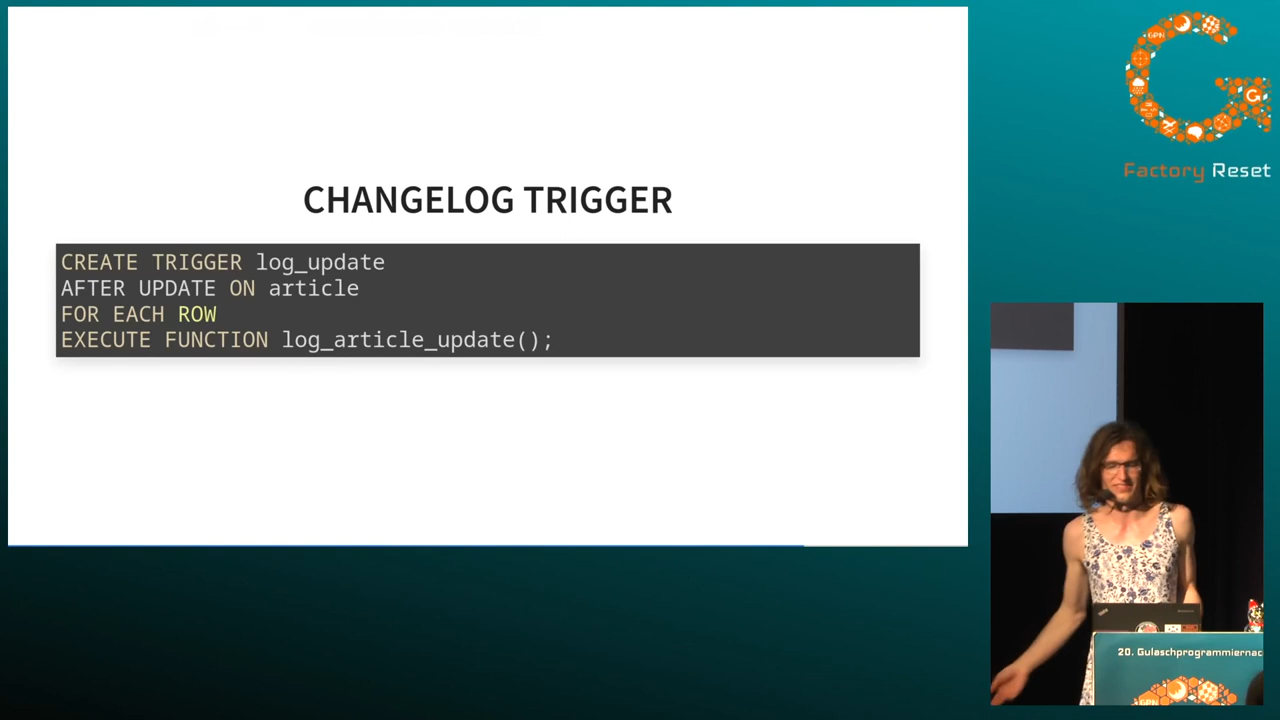 CHANGELOG TRIGGER
CREATE TRIGGER log_update
AFTER UPDATE ON article
FOR EACH ROW
EXECUTE FUNCTION log_article_update();
GPN
Factory Reset
20. Gulaschprogrammiernac